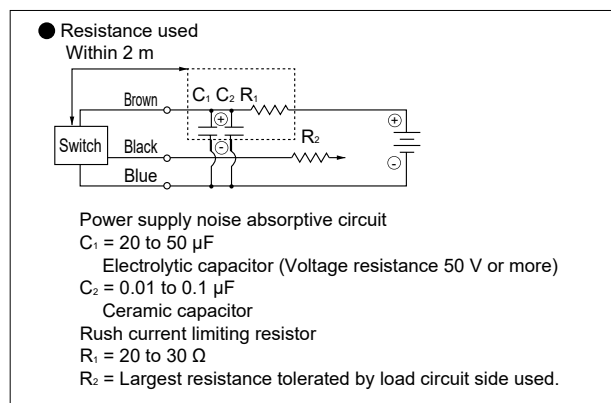 ● Resistance used
Within 2 m
C₁ C₂ R₁
Brown
⊕
⊕
Switch
Black
⊖
R₂
⊖
Blue
Power supply noise absorptive circuit
C₁ = 20 to 50 μF
Electrolytic capacitor (Voltage resistance 50 V or more)
C₂ = 0.01 to 0.1 μF
Ceramic capacitor
Rush current limiting resistor
R₁ = 20 to 30 Ω
R₂ = Largest resistance tolerated by load circuit side used.